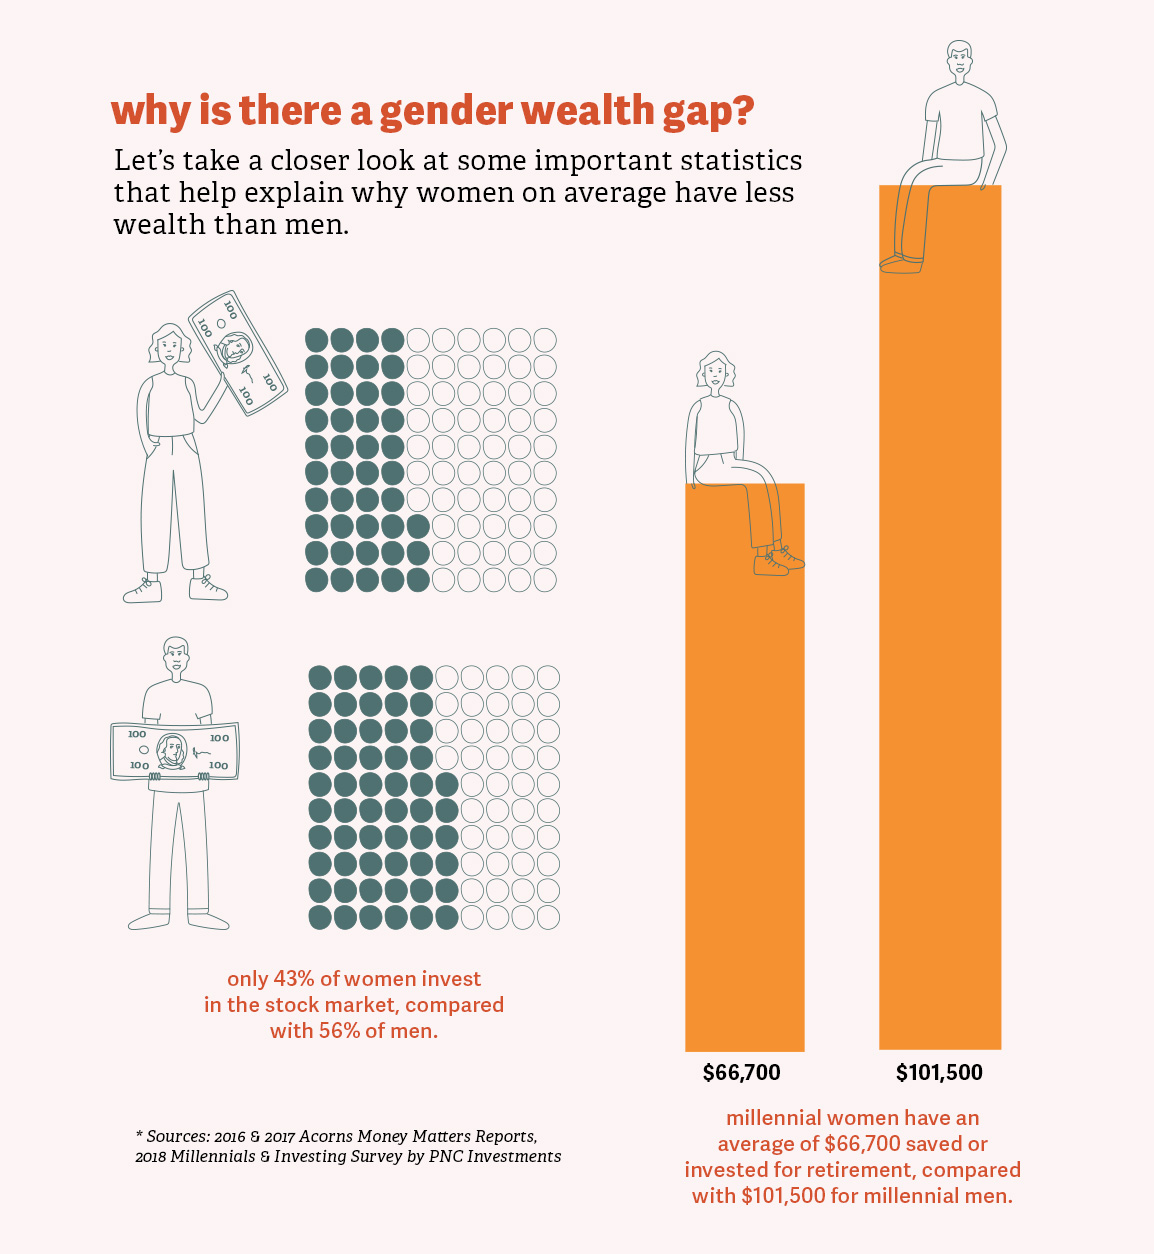 why is there a gender wealth gap?
Let's take a closer look at some important statistics
that help explain why women on average have less
wealth than men.
100
100
100
100
100
100
100
100
only 43% of women invest
in the stock market, compared
with 56% of men.
$66,700
$101,500
millennial women have an
average of $66,700 saved or
invested for retirement, compared
with $101,500 for millennial men.
* Sources: 2016 & 2017 Acorns Money Matters Reports,
2018 Millennials & Investing Survey by PNC Investments